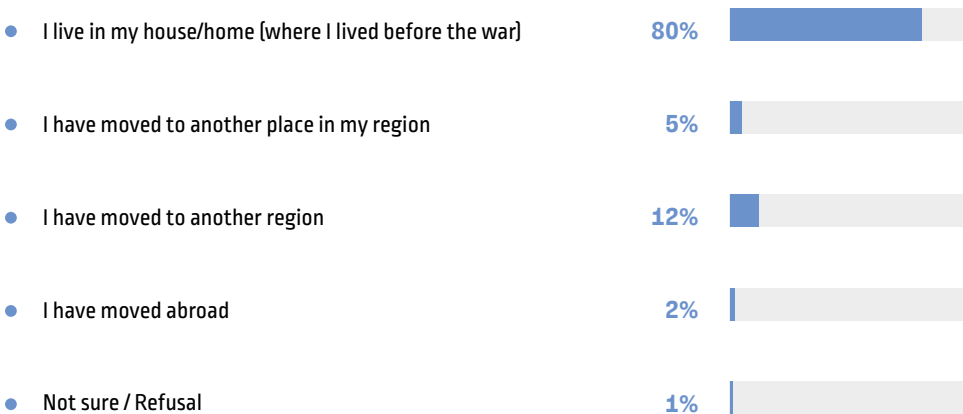 I live in my house/home (where I lived before the war) 80%
I have moved to another place in my region 5%
I have moved to another region 12%
I have moved abroad 2%
Not sure / Refusal 1%